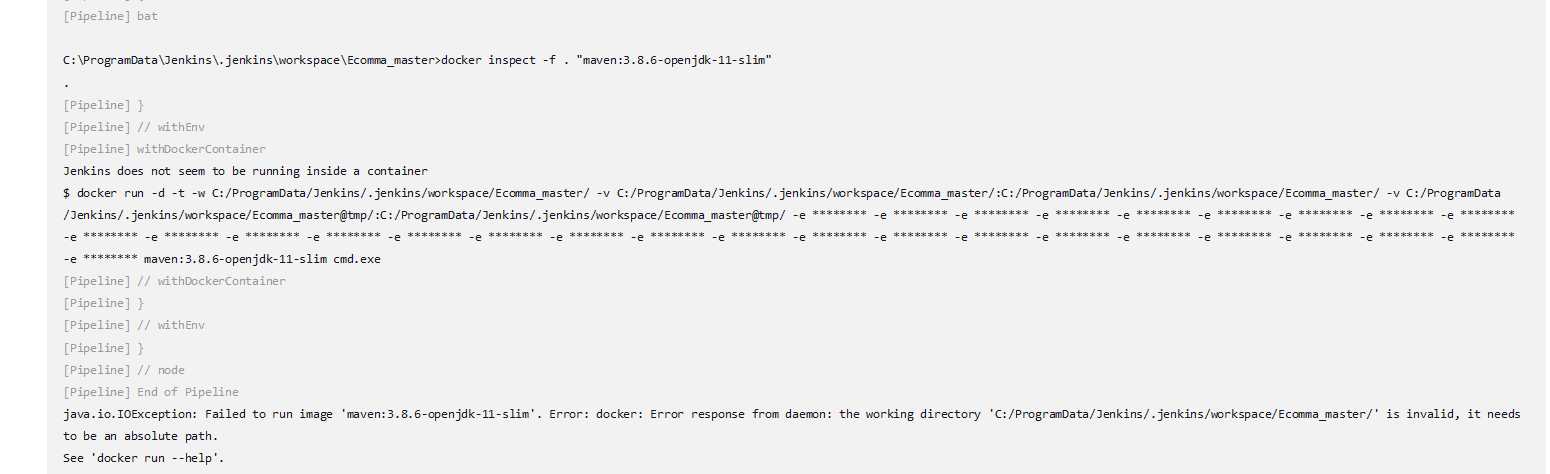 [Pipeline] bat
C:\ProgramData\Jenkins\.jenkins\workspace\Ecomma_master>docker inspect -f . "maven:3.8.6-openjdk-11-slim"
.
[Pipeline] }
[Pipeline] // withEnv
[Pipeline] withDockerContainer
Jenkins does not seem to be running inside a container
$ docker run -d -t -w C:/ProgramData/Jenkins/.jenkins/workspace/Ecomma_master/ -v C:/ProgramData/Jenkins/.jenkins/workspace/Ecomma_master/:C:/ProgramData/Jenkins/.jenkins/workspace/Ecomma_master/ -v C:/ProgramData
/Jenkins/.jenkins/workspace/Ecomma_master@tmp/:C:/ProgramData/Jenkins/.jenkins/workspace/Ecomma_master@tmp/ -e ******** -e ******** -e ******** -e ******** -e ******** -e ******** -e ******** -e ******** -e ********
-e ******** -e ******** -e ******** -e ******** -e ******** -e ******** -e ******** -e ******** -e ******** -e ******** -e ******** -e ******** -e ******** -e ******** -e ******** -e ******** -e ******** -e ********
-e ******** maven:3.8.6-openjdk-11-slim cmd.exe
[Pipeline] // withDockerContainer
[Pipeline] }
[Pipeline] // withEnv
[Pipeline] }
[Pipeline] // node
[Pipeline] End of Pipeline
java.io.IOException: Failed to run image 'maven:3.8.6-openjdk-11-slim'. Error: docker: Error response from daemon: the working directory 'C:/ProgramData/Jenkins/.jenkins/workspace/Ecomma_master/' is invalid, it needs
to be an absolute path.
See 'docker run --help'.